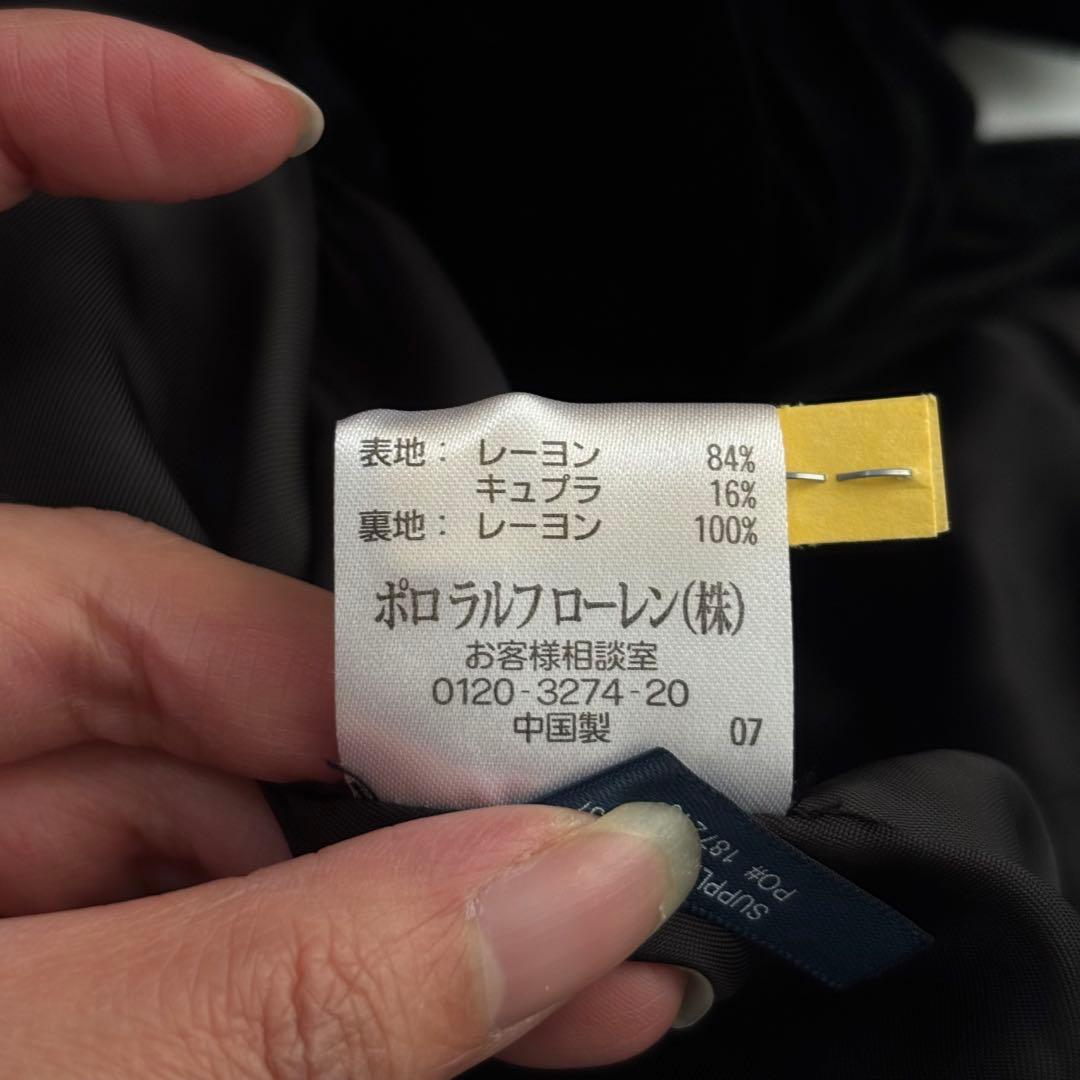 表地： レーヨン 84%
キュプラ 16%
裏地： レーヨン 100%
ポロ ラルフ ローレン(株)
お客様相談室
0120-3274-20
中国製 07
PO#